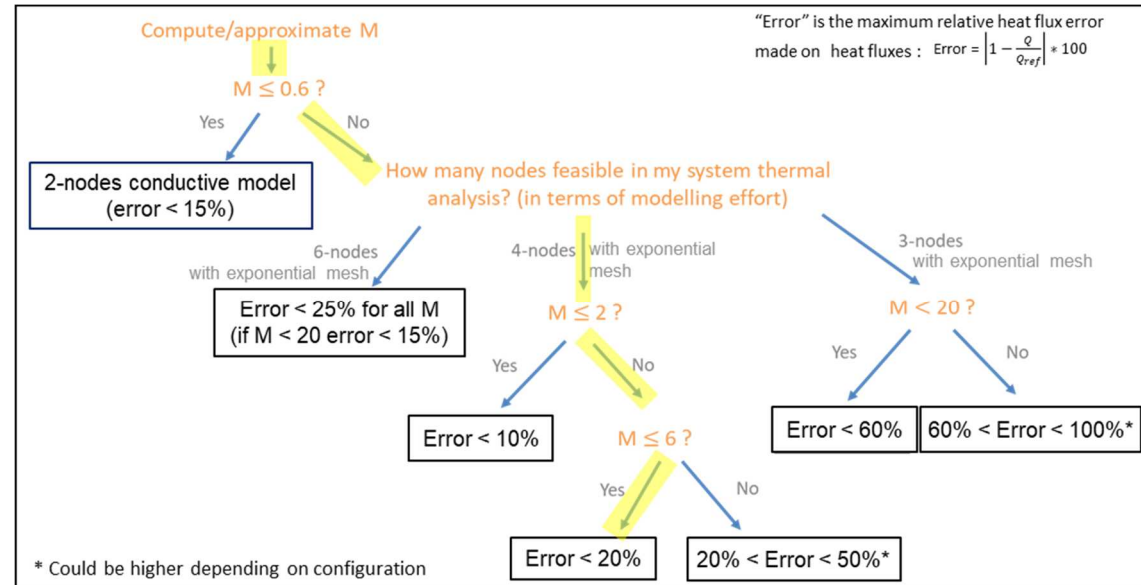 Compute/approximate M
"Error" is the maximum relative heat flux error
made on heat fluxes : Error = |1 − Q/Q_ref| * 100
M ≤ 0.6 ?
Yes
No
2-nodes conductive model
(error < 15%)
How many nodes feasible in my system thermal
analysis? (in terms of modelling effort)
6-nodes
with exponential mesh
4-nodes with exponential
mesh
3-nodes
with exponential mesh
Error < 25% for all M
(if M < 20 error < 15%)
M ≤ 2 ?
M < 20 ?
Yes
No
Yes
No
Error < 10%
M ≤ 6 ?
Error < 60%
60% < Error < 100%*
Yes
No
Error < 20%
20% < Error < 50%*
* Could be higher depending on configuration